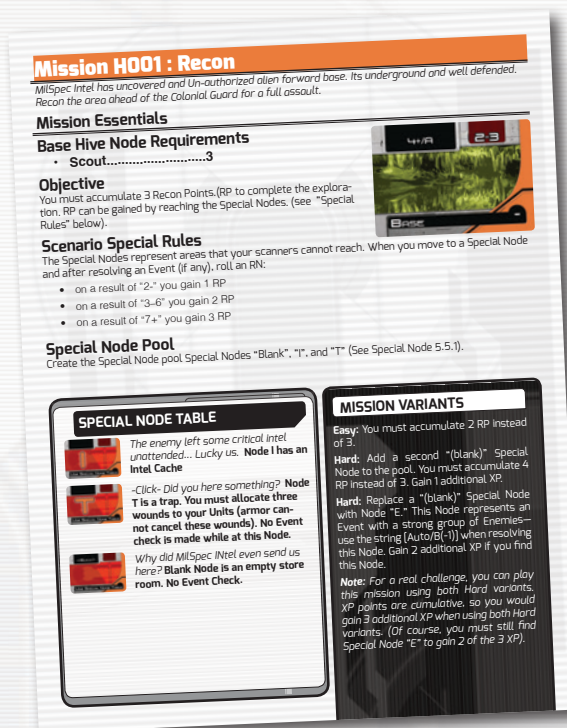 Mission H001 : Recon
MilSpec Intel has uncovered and Un-authorized alien forward base. Its underground and well defended.
Recon the area ahead of the Colonial Guard for a full assault.
Mission Essentials
Base Hive Node Requirements
• Scout..........................3
4+/A
2-3
BASE
Objective
You must accumulate 3 Recon Points.(RP to complete the explora-
tion. RP can be gained by reaching the Special Nodes. (see "Special
Rules" below).
Scenario Special Rules
The Special Nodes represent areas that your scanners cannot reach. When you move to a Special Node
and after resolving an Event (if any), roll an RN:
• on a result of "2-" you gain 1 RP
• on a result of "3–6" you gain 2 RP
• on a result of "7+" you gain 3 RP
Special Node Pool
Create the Special Node pool Special Nodes "Blank", "I", and "T" (See Special Node 5.5.1).
SPECIAL NODE TABLE
The enemy left some critical intel
unattended... Lucky us. Node I has an
Intel Cache
-Click- Did you here something? Node
T is a trap. You must allocate three
wounds to your Units (armor can-
not cancel these wounds). No Event
check is made while at this Node.
Why did MilSpec INtel even send us
here? Blank Node is an empty store
room. No Event Check.
MISSION VARIANTS
Easy: You must accumulate 2 RP instead
of 3.
Hard: Add a second "(blank)" Special
Node to the pool. You must accumulate 4
RP instead of 3. Gain 1 additional XP.
Hard: Replace a "(blank)" Special Node
with Node "E." This Node represents an
Event with a strong group of Enemies—
use the string [Auto/B(-1)] when resolving
this Node. Gain 2 additional XP if you find
this Node.
Note: For a real challenge, you can play
this mission using both Hard variants.
XP points are cumulative, so you would
gain 3 additional XP when using both Hard
variants. (Of course, you must still find
Special Node "E" to gain 2 of the 3 XP).